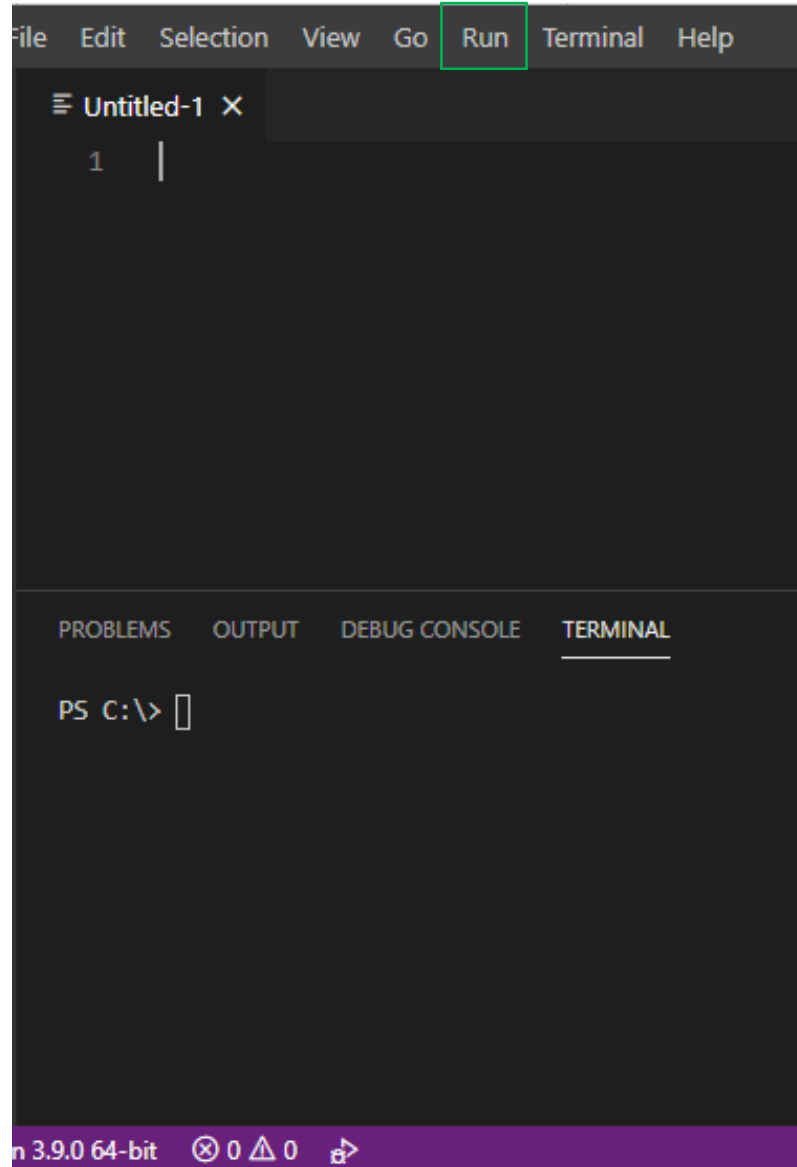 File Edit Selection View Go Run Terminal Help
Untitled-1
1
PROBLEMS OUTPUT DEBUG CONSOLE TERMINAL
PS C:\>
n 3.9.0 64-bit 0 0